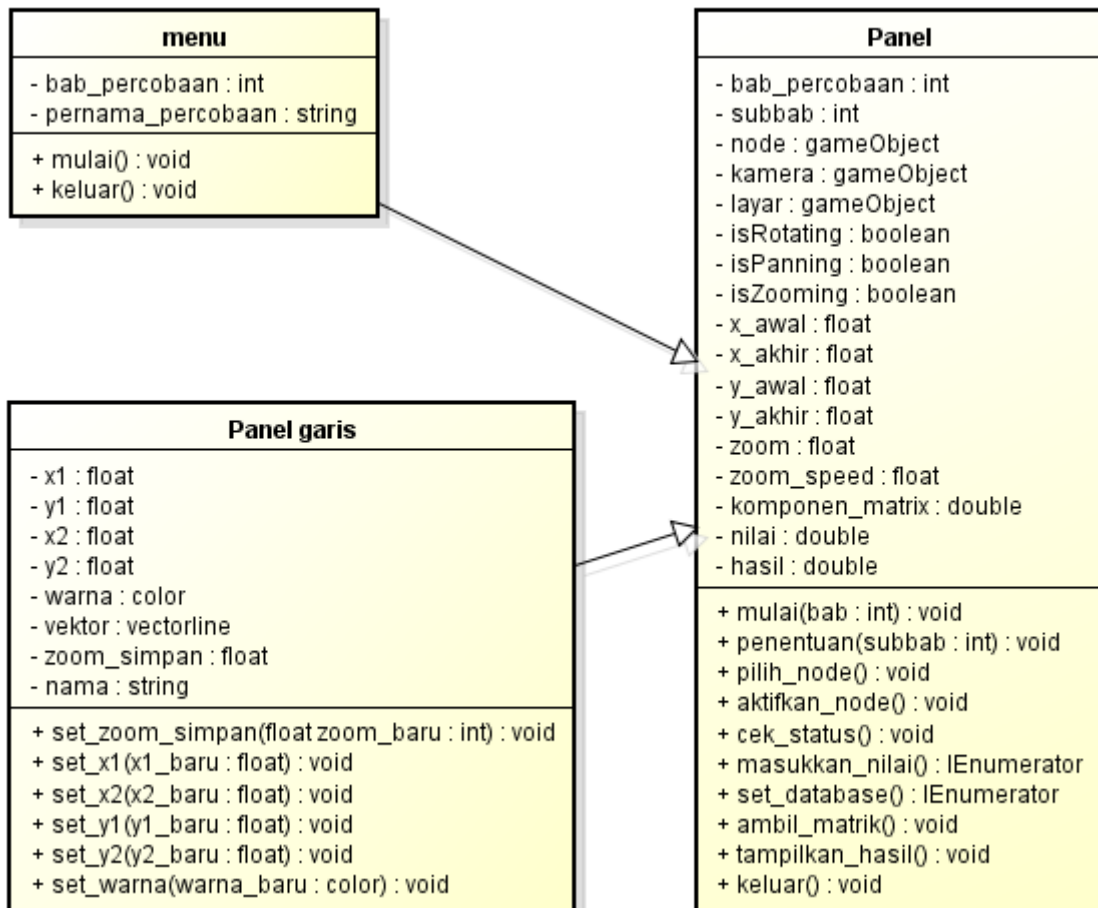 menu
- bab_percobaan : int
- pernama_percobaan : string
+ mulai() : void
+ keluar() : void
Panel garis
- x1 : float
- y1 : float
- x2 : float
- y2 : float
- warna : color
- vektor : vectorline
- zoom_simpan : float
- nama : string
+ set_zoom_simpan(float zoom_baru : int) : void
+ set_x1(x1_baru : float) : void
+ set_x2(x2_baru : float) : void
+ set_y1(y1_baru : float) : void
+ set_y2(y2_baru : float) : void
+ set_warna(warna_baru : color) : void
Panel
- bab_percobaan : int
- subbab : int
- node : gameObject
- kamera : gameObject
- layar : gameObject
- isRotating : boolean
- isPanning : boolean
- isZooming : boolean
- x_awal : float
- x_akhir : float
- y_awal : float
- y_akhir : float
- zoom : float
- zoom_speed : float
- komponen_matrix : double
- nilai : double
- hasil : double
+ mulai(bab : int) : void
+ penentuan(subbab : int) : void
+ pilih_node() : void
+ aktifkan_node() : void
+ cek_status() : void
+ masukkan_nilai() : IEnumerator
+ set_database() : IEnumerator
+ ambil_matrik() : void
+ tampilkan_hasil() : void
+ keluar() : void